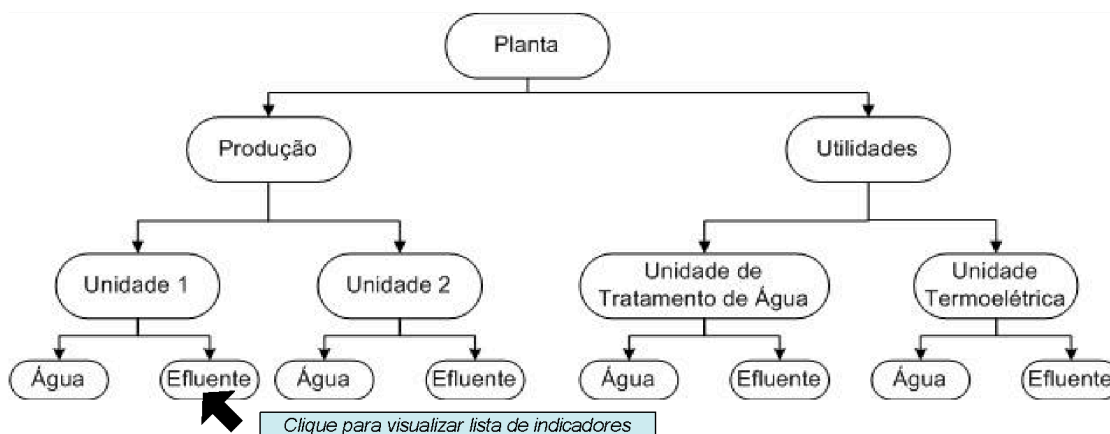 Planta
Produção
Utilidades
Unidade 1
Unidade 2
Unidade de
Tratamento de Água
Unidade
Termoelétrica
Água
Efluente
Água
Efluente
Água
Efluente
Água
Efluente
Clique para visualizar lista de indicadores